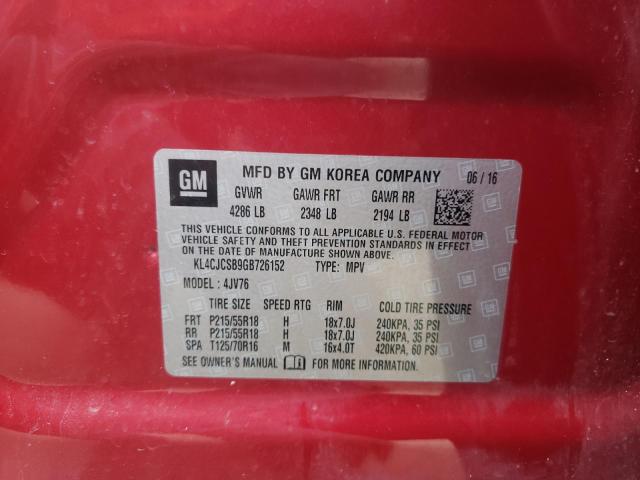 GM MFD BY GM KOREA COMPANY 06 / 16
GVWR GAWR FRT GAWR RR
4286 LB 2348 LB 2194 LB
THIS VEHICLE CONFORMS TO ALL APPLICABLE U.S. FEDERAL MOTOR
VEHICLE SAFETY AND THEFT PREVENTION STANDARDS IN EFFECT
ON THE DATE OF MANUFACTURE SHOWN ABOVE.
KL4CJCSB9GB726152 TYPE: MPV
MODEL : 4JV76
TIRE SIZE SPEED RTG RIM COLD TIRE PRESSURE
FRT P215/55R18 H 18x7.0J 240KPA, 35 PSI
RR P215/55R18 H 18x7.0J 240KPA, 35 PSI
SPA T125/70R16 M 16x4.0T 420KPA, 60 PSI
SEE OWNER'S MANUAL FOR MORE INFORMATION.